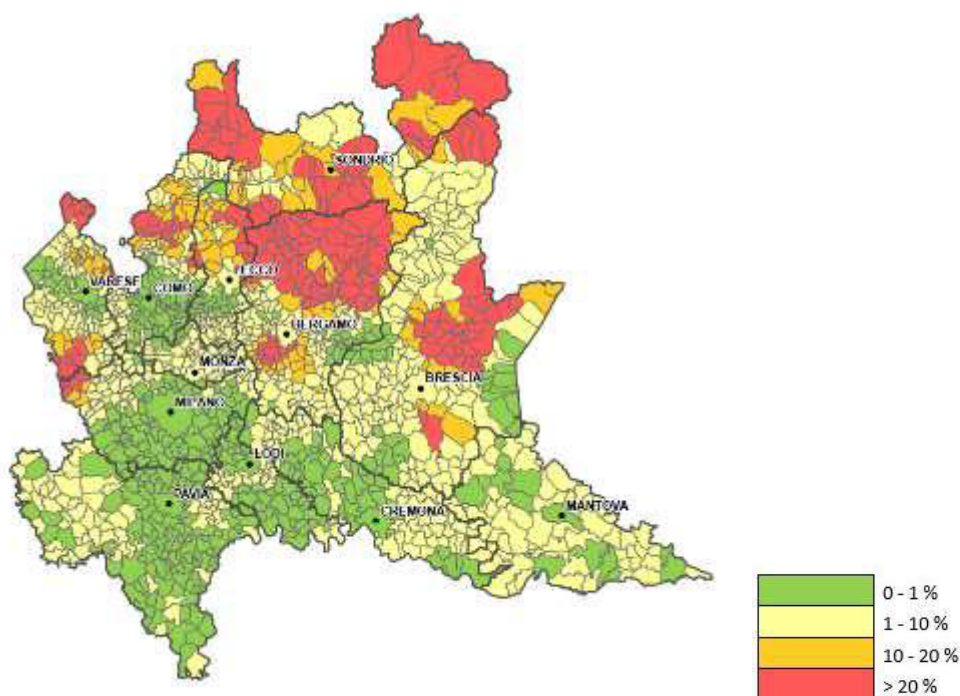 SONDRIO
LECCO
VARESE
COMO
BERGAMO
MONZA
BRESCIA
MILANO
LODI
PAVIA
CREMONA
MANTOVA
0 - 1 %
1 - 10 %
10 - 20 %
> 20 %